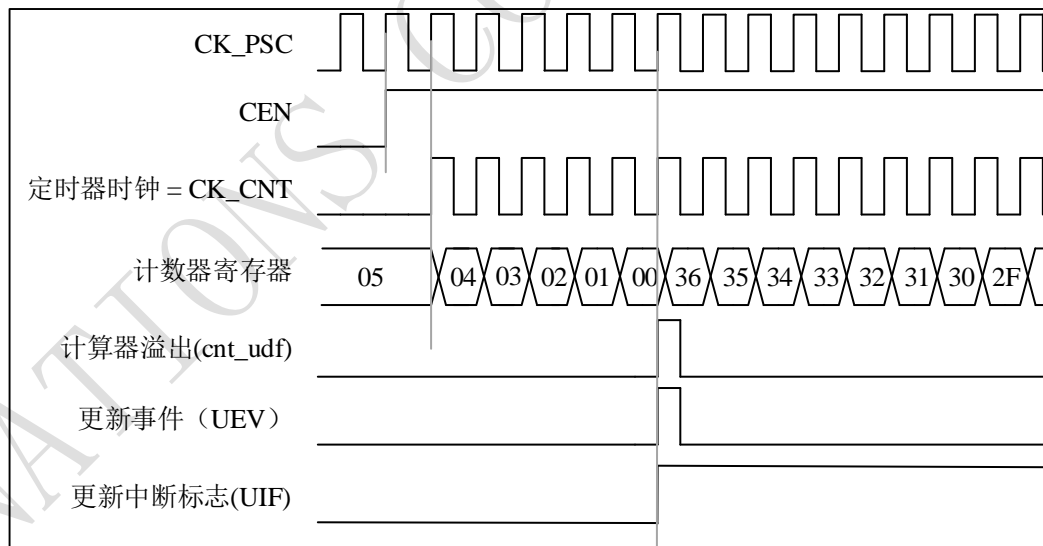 CK_PSC
CEN
定时器时钟 = CK_CNT
计数器寄存器 05 04 03 02 01 00 36 35 34 33 32 31 30 2F
计算器溢出(cnt_udf)
更新事件（UEV）
更新中断标志(UIF)